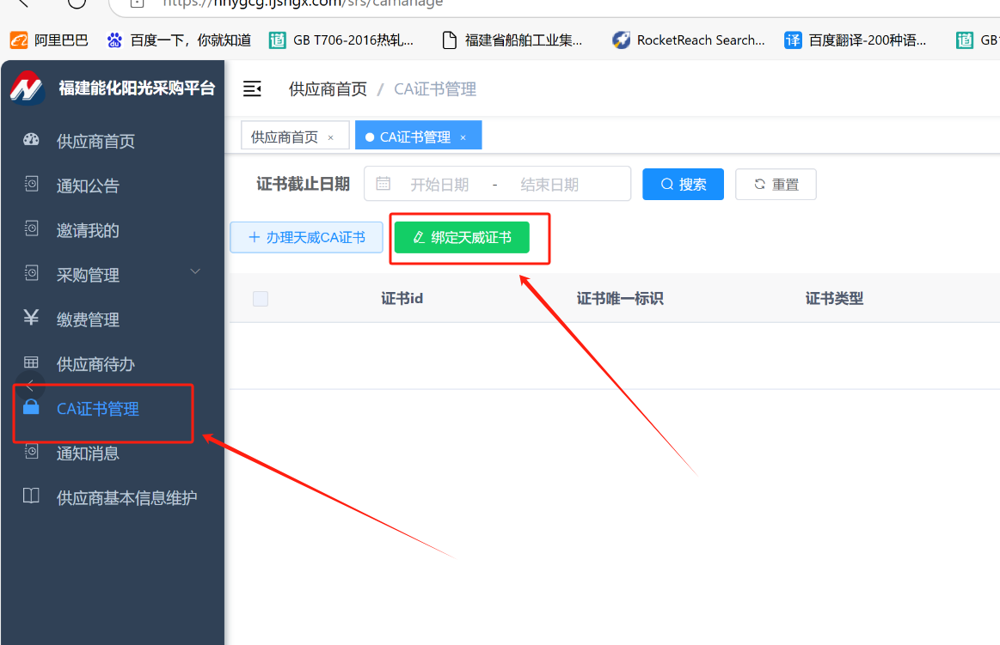 阿里巴巴 百度一下，你就知道 GB T706-2016热轧... 福建省船舶工业集... RocketReach Search... 百度翻译-200种语...
福建能化阳光采购平台
供应商首页 / CA证书管理
供应商首页 × CA证书管理 ×
证书截止日期 开始日期 - 结束日期 搜索 重置
办理天威CA证书 绑定天威证书
证书id 证书唯一标识 证书类型
供应商首页
通知公告
邀请我的
采购管理
缴费管理
供应商待办
CA证书管理
通知消息
供应商基本信息维护